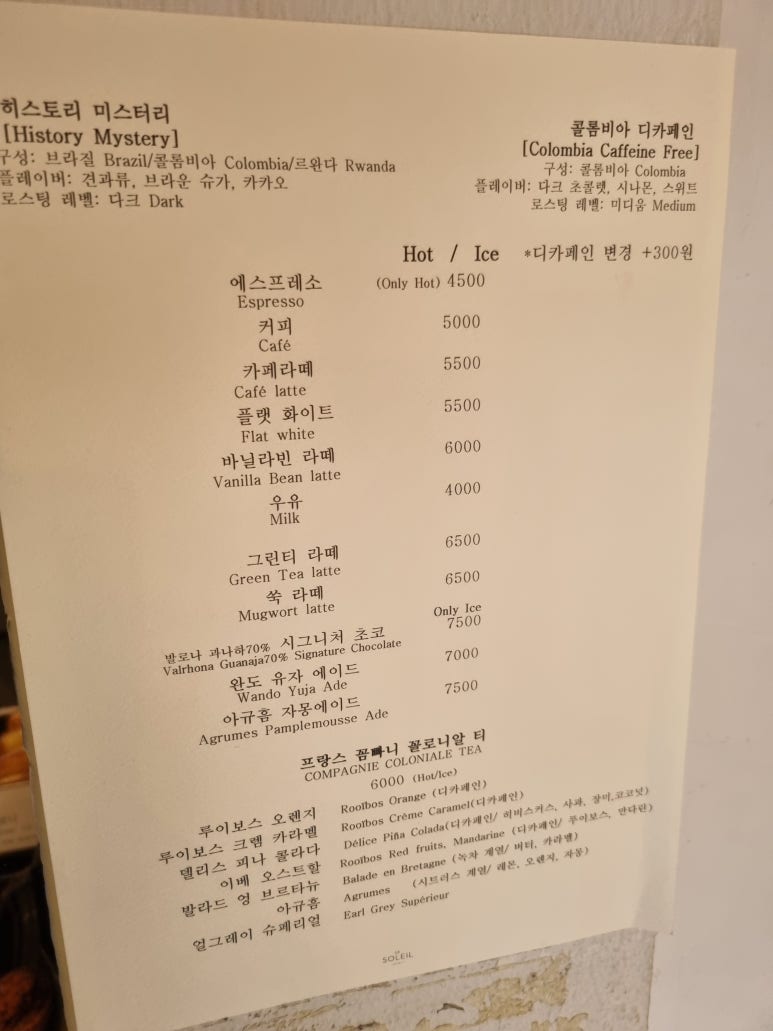 히스토리 미스터리
[History Mystery]
구성: 브라질 Brazil/콜롬비아 Colombia/르완다 Rwanda
플레이버: 견과류, 브라운 슈가, 카카오
로스팅 레벨: 다크 Dark
콜롬비아 디카페인
[Colombia Caffeine Free]
구성: 콜롬비아 Colombia
플레이버: 다크 초콜렛, 시나몬, 스위트
로스팅 레벨: 미디움 Medium
Hot / Ice *디카페인 변경 +300원
에스프레소 (Only Hot) 4500
Espresso
커피 5000
Café
카페라떼 5500
Café latte
플랫 화이트 5500
Flat white
바닐라빈 라떼 6000
Vanilla Bean latte
우유 4000
Milk
그린티 라떼 6500
Green Tea latte
쑥 라떼 6500
Mugwort latte
Only Ice
발로나 과나하70% 시그니처 초코 7500
Valrhona Guanaja70% Signature Chocolate
완도 유자 에이드 7000
Wando Yuja Ade
아규흠 자몽에이드 7500
Agrumes Pamplemousse Ade
프랑스 꼼빠니 꼴로니알 티
COMPAGNIE COLONIALE TEA
6000 (Hot/Ice)
루이보스 오렌지 Rooïbos Orange (디카페인)
루이보스 크렘 카라멜 Rooïbos Crème Caramel(디카페인)
델리스 피나 콜라다 Délice Piña Colada(디카페인/ 히비스커스, 사과, 장미,코코넛)
이베 오스트할 Rooïbos Red fruits, Mandarine (디카페인/ 루이보스, 만다린)
발라드 엉 브르타뉴 Balade en Bretagne (녹차 계열/ 버터, 카라멜)
아규흠 Agrumes (시트러스 계열/ 레몬, 오렌지, 자몽)
얼그레이 슈페리얼 Earl Grey Supérieur
SOLEIL